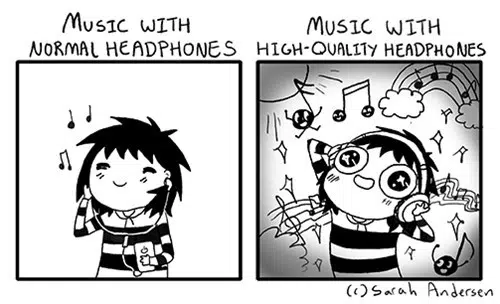 MUSIC WITH
NORMAL HEADPHONES
MUSIC WITH
HIGH-QUALITY HEADPHONES
(c) Sarah Andersen